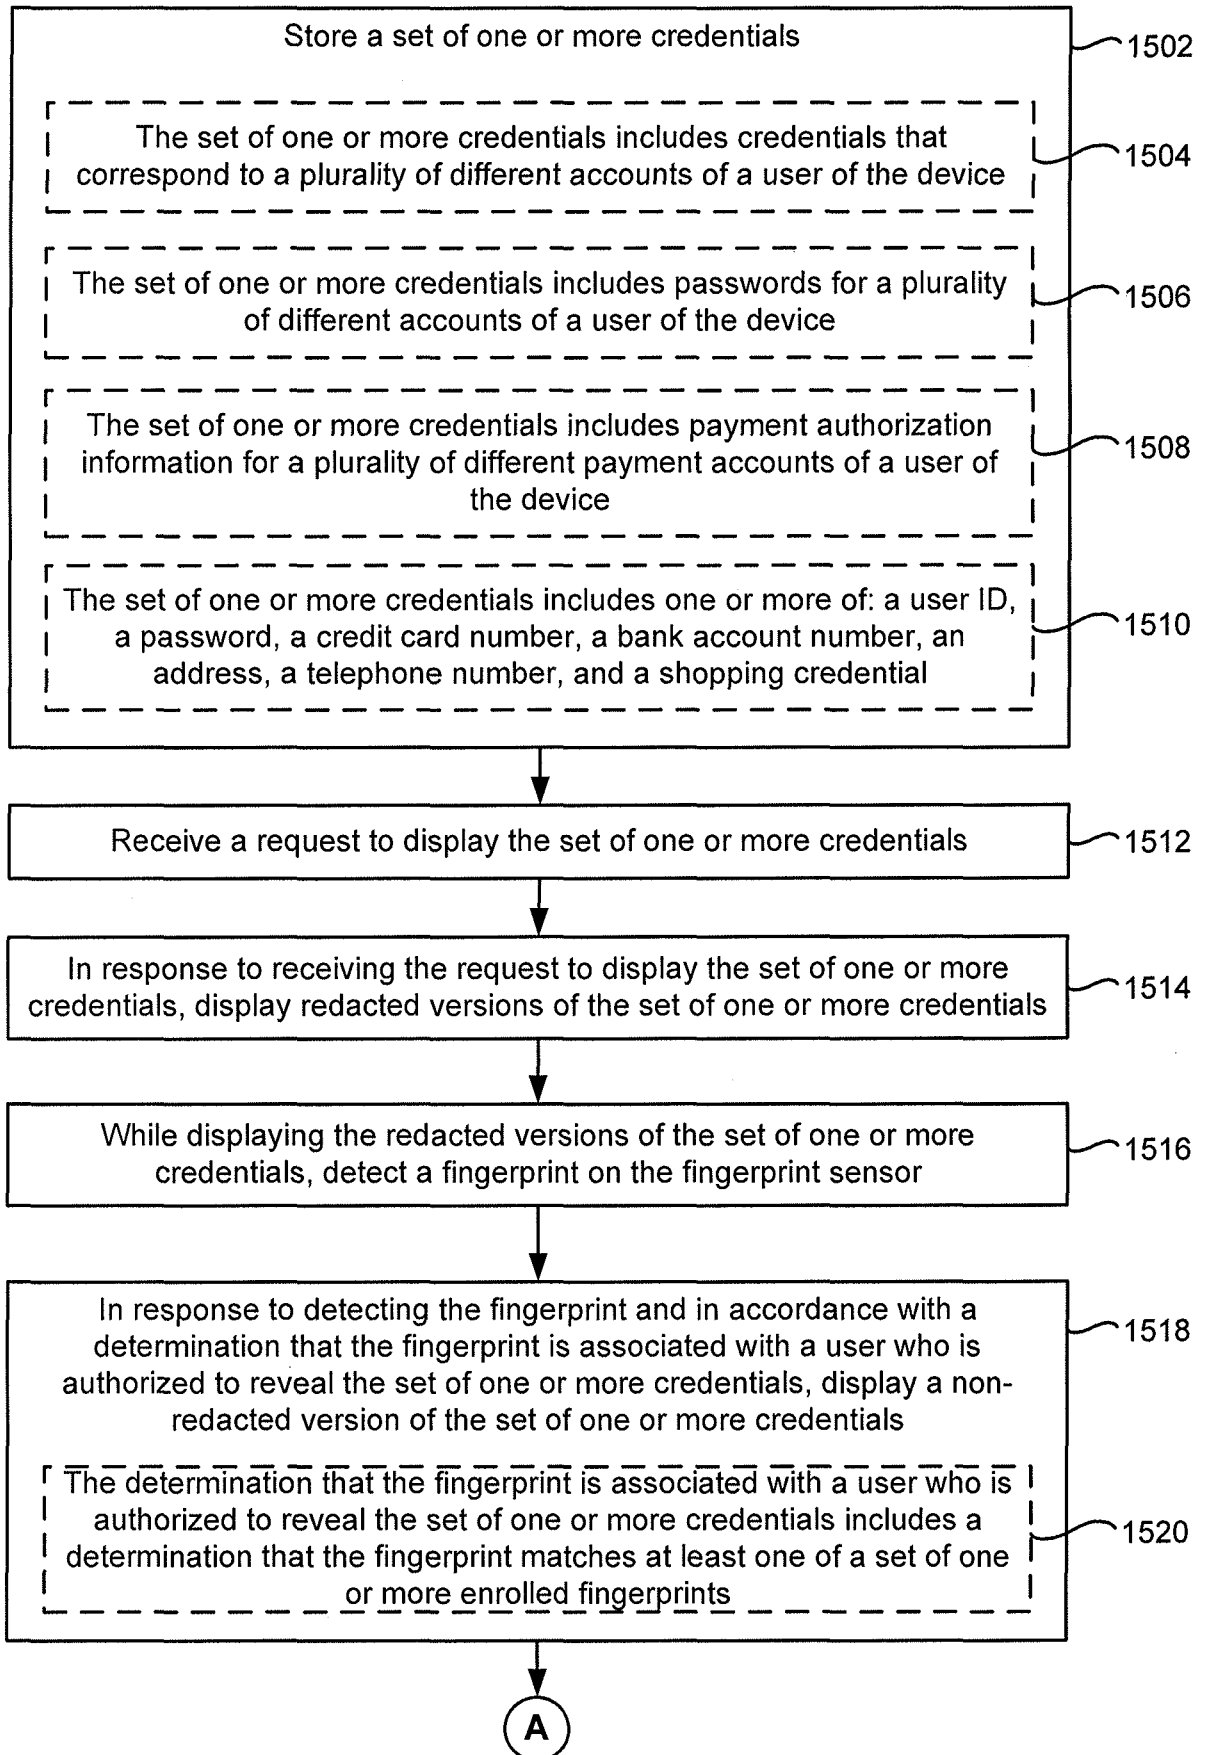 Store a set of one or more credentials
1502
The set of one or more credentials includes credentials that
correspond to a plurality of different accounts of a user of the device
1504
The set of one or more credentials includes passwords for a plurality
of different accounts of a user of the device
1506
The set of one or more credentials includes payment authorization
information for a plurality of different payment accounts of a user of
the device
1508
The set of one or more credentials includes one or more of: a user ID,
a password, a credit card number, a bank account number, an
address, a telephone number, and a shopping credential
1510
Receive a request to display the set of one or more credentials
1512
In response to receiving the request to display the set of one or more
credentials, display redacted versions of the set of one or more credentials
1514
While displaying the redacted versions of the set of one or more
credentials, detect a fingerprint on the fingerprint sensor
1516
In response to detecting the fingerprint and in accordance with a
determination that the fingerprint is associated with a user who is
authorized to reveal the set of one or more credentials, display a non-
redacted version of the set of one or more credentials
1518
The determination that the fingerprint is associated with a user who is
authorized to reveal the set of one or more credentials includes a
determination that the fingerprint matches at least one of a set of one
or more enrolled fingerprints
1520
A